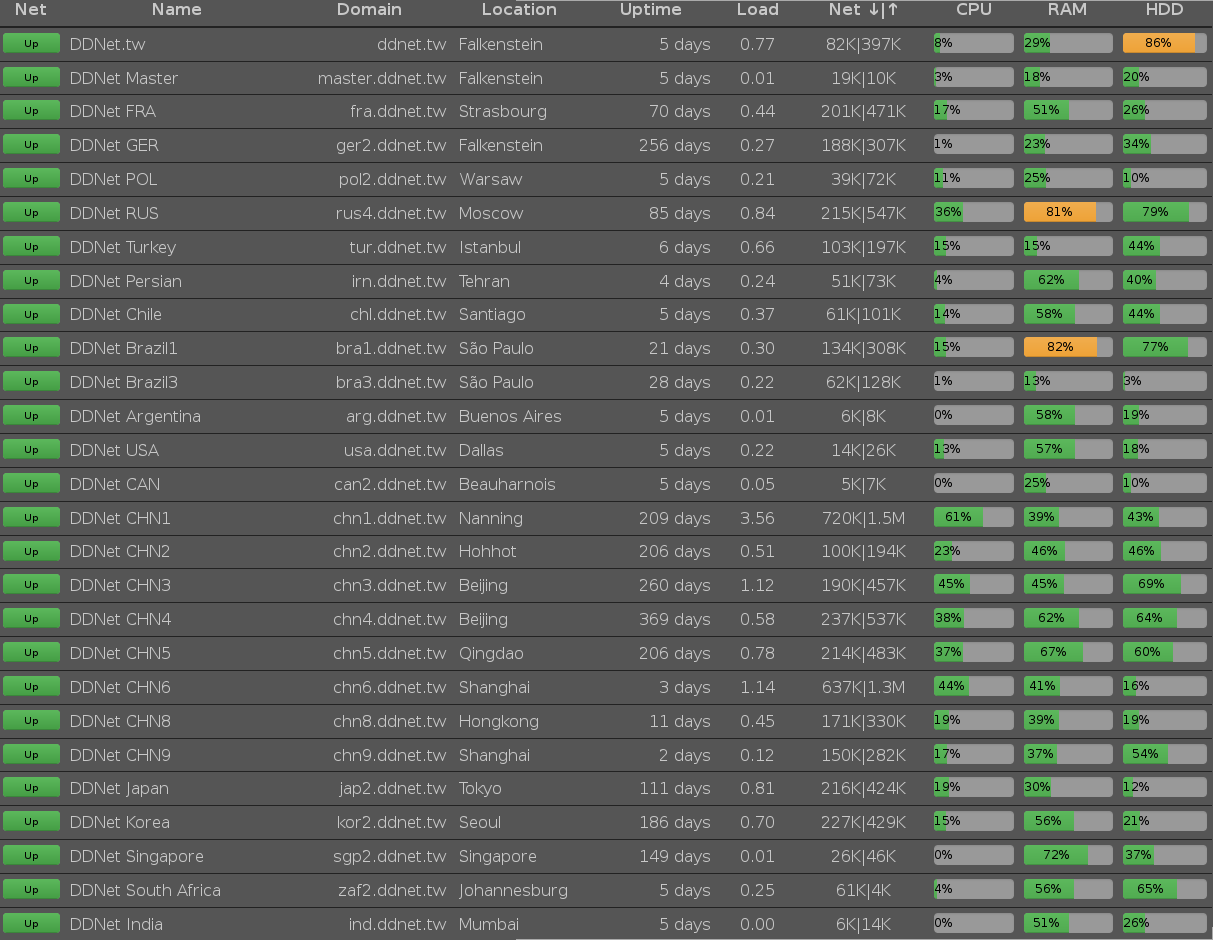 Net Name Domain Location Uptime Load Net ↓|↑ CPU RAM HDD
Up DDNet.tw ddnet.tw Falkenstein 5 days 0.77 82K|397K 8% 29% 86%
Up DDNet Master master.ddnet.tw Falkenstein 5 days 0.01 19K|10K 3% 18% 20%
Up DDNet FRA fra.ddnet.tw Strasbourg 70 days 0.44 201K|471K 17% 51% 26%
Up DDNet GER ger2.ddnet.tw Falkenstein 256 days 0.27 188K|307K 1% 23% 34%
Up DDNet POL pol2.ddnet.tw Warsaw 5 days 0.21 39K|72K 11% 25% 10%
Up DDNet RUS rus4.ddnet.tw Moscow 85 days 0.84 215K|547K 36% 81% 79%
Up DDNet Turkey tur.ddnet.tw Istanbul 6 days 0.66 103K|197K 15% 15% 44%
Up DDNet Persian irn.ddnet.tw Tehran 4 days 0.24 51K|73K 4% 62% 40%
Up DDNet Chile chl.ddnet.tw Santiago 5 days 0.37 61K|101K 14% 58% 44%
Up DDNet Brazil1 bra1.ddnet.tw São Paulo 21 days 0.30 134K|308K 15% 82% 77%
Up DDNet Brazil3 bra3.ddnet.tw São Paulo 28 days 0.22 62K|128K 1% 13% 3%
Up DDNet Argentina arg.ddnet.tw Buenos Aires 5 days 0.01 6K|8K 0% 58% 19%
Up DDNet USA usa.ddnet.tw Dallas 5 days 0.22 14K|26K 13% 57% 18%
Up DDNet CAN can2.ddnet.tw Beauharnois 5 days 0.05 5K|7K 0% 25% 10%
Up DDNet CHN1 chn1.ddnet.tw Nanning 209 days 3.56 720K|1.5M 61% 39% 43%
Up DDNet CHN2 chn2.ddnet.tw Hohhot 206 days 0.51 100K|194K 23% 46% 46%
Up DDNet CHN3 chn3.ddnet.tw Beijing 260 days 1.12 190K|457K 45% 45% 69%
Up DDNet CHN4 chn4.ddnet.tw Beijing 369 days 0.58 237K|537K 38% 62% 64%
Up DDNet CHN5 chn5.ddnet.tw Qingdao 206 days 0.78 214K|483K 37% 67% 60%
Up DDNet CHN6 chn6.ddnet.tw Shanghai 3 days 1.14 637K|1.3M 44% 41% 16%
Up DDNet CHN8 chn8.ddnet.tw Hongkong 11 days 0.45 171K|330K 19% 39% 19%
Up DDNet CHN9 chn9.ddnet.tw Shanghai 2 days 0.12 150K|282K 17% 37% 54%
Up DDNet Japan jap2.ddnet.tw Tokyo 111 days 0.81 216K|424K 19% 30% 12%
Up DDNet Korea kor2.ddnet.tw Seoul 186 days 0.70 227K|429K 15% 56% 21%
Up DDNet Singapore sgp2.ddnet.tw Singapore 149 days 0.01 26K|46K 0% 72% 37%
Up DDNet South Africa zaf2.ddnet.tw Johannesburg 5 days 0.25 61K|4K 4% 56% 65%
Up DDNet India ind.ddnet.tw Mumbai 5 days 0.00 6K|14K 0% 51% 26%